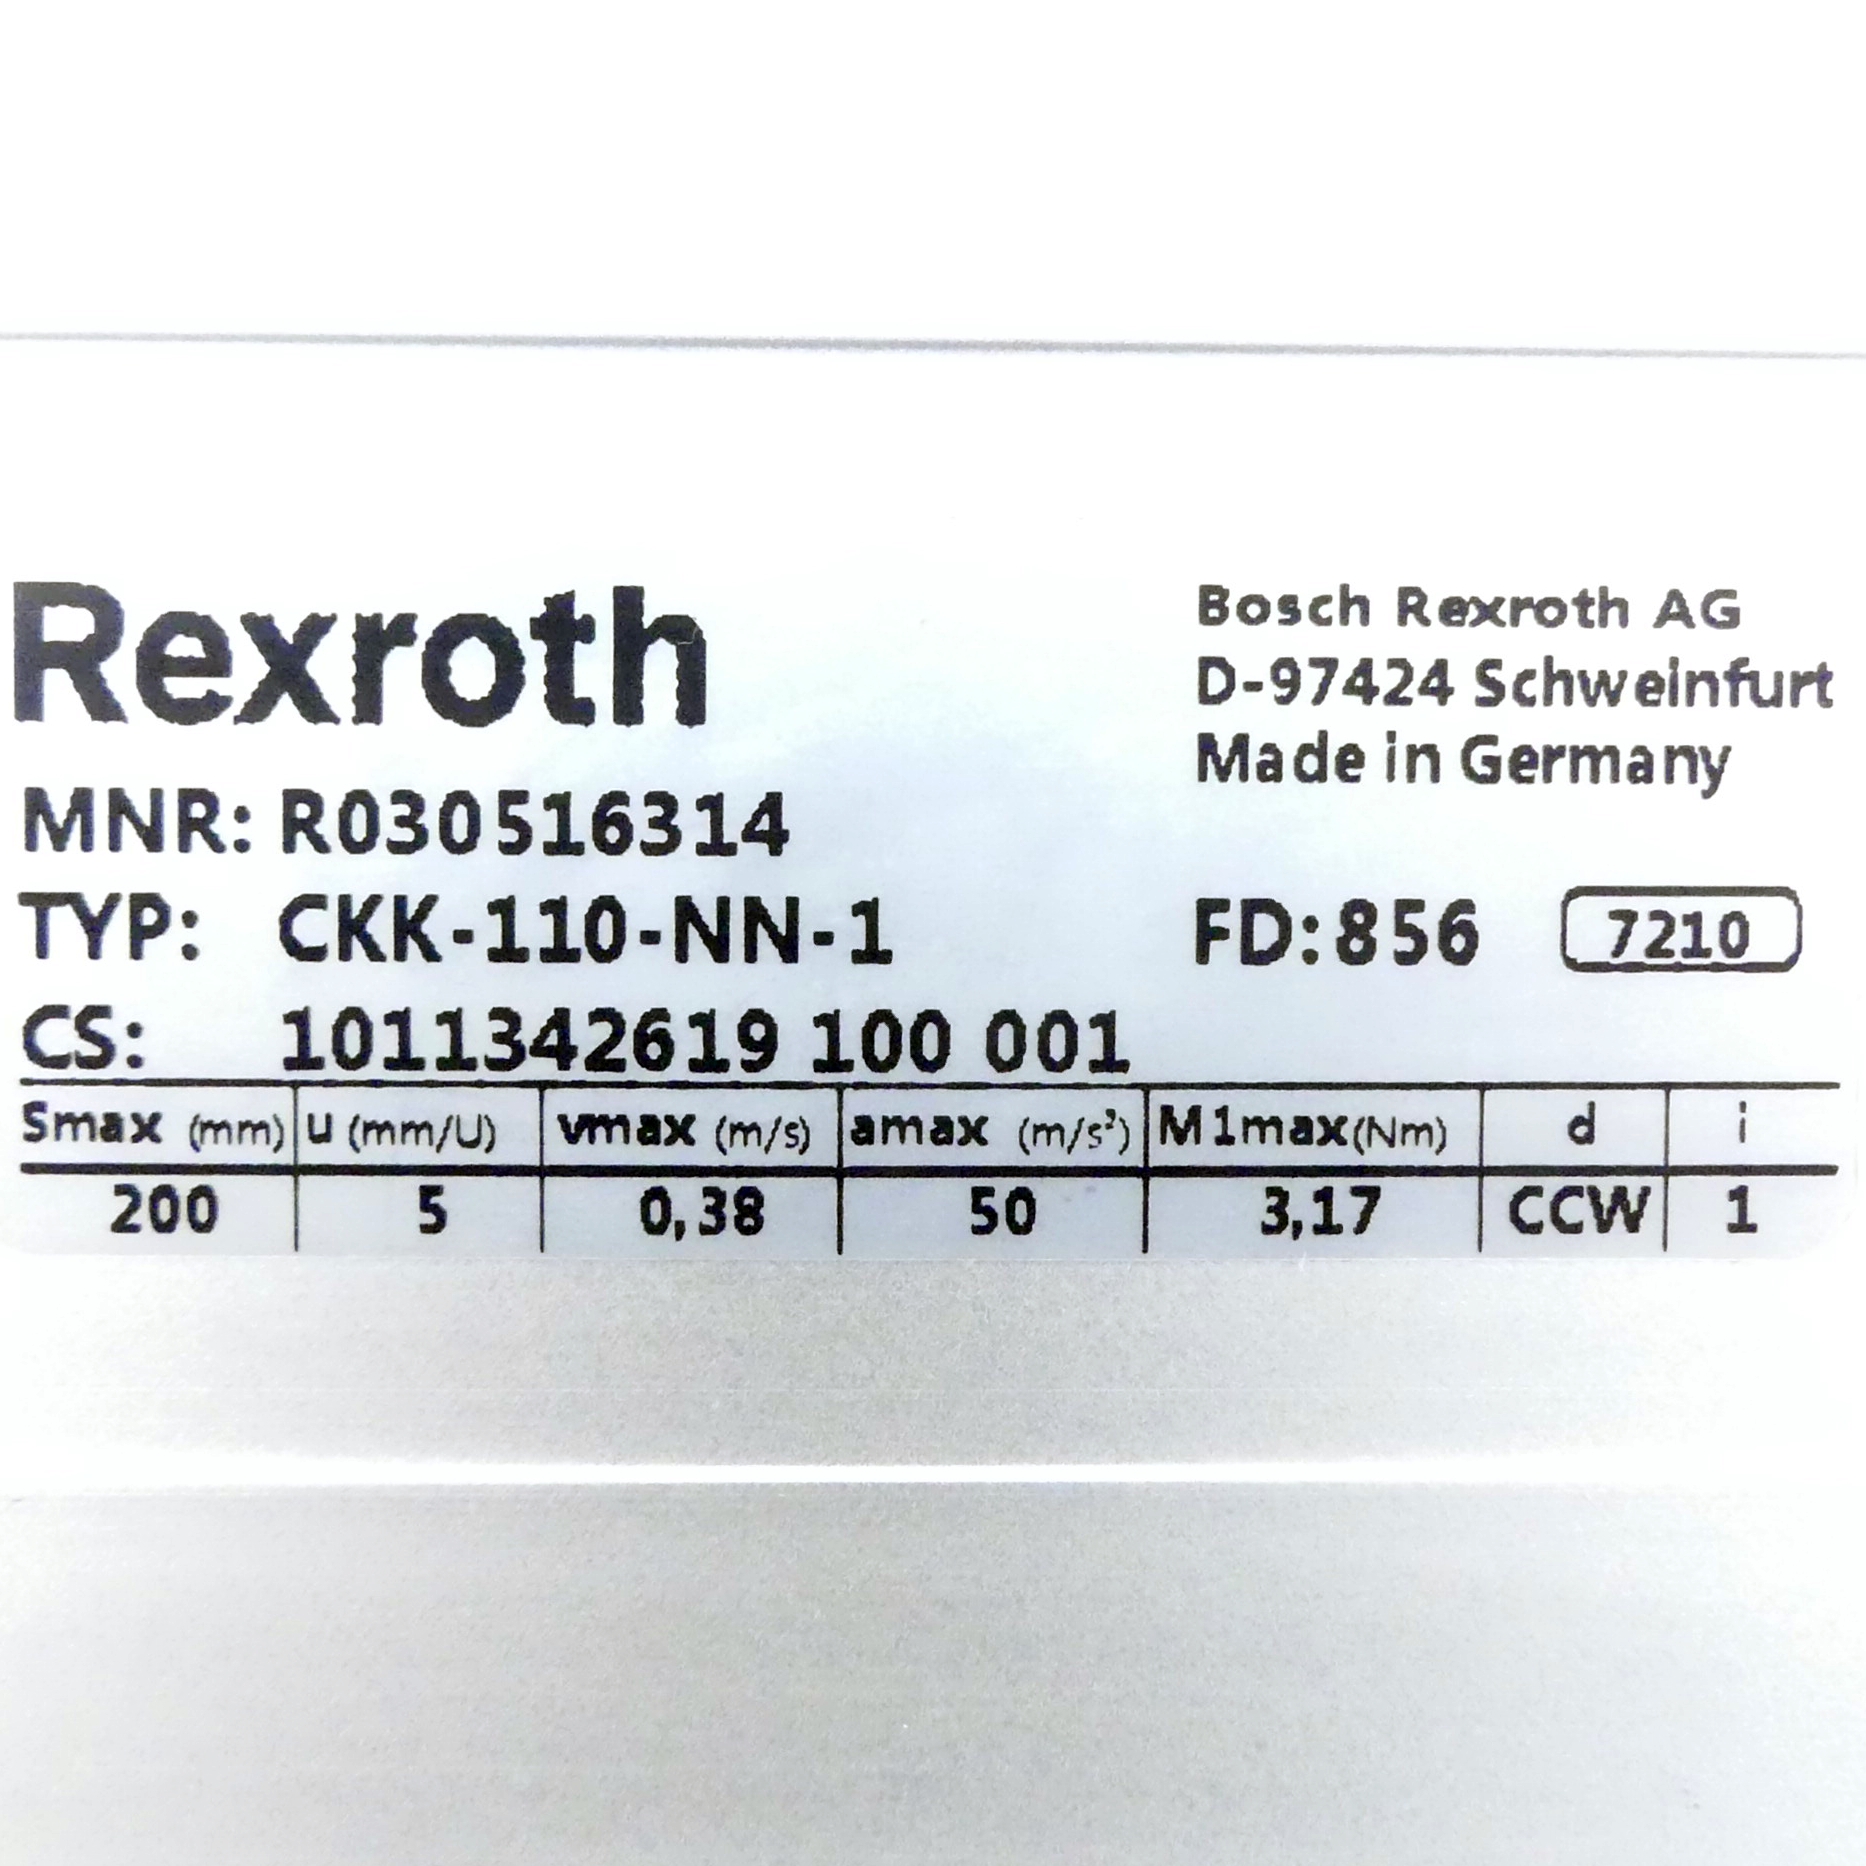 Rexroth
Bosch Rexroth AG
D-97424 Schweinfurt
Made in Germany
MNR: R030516314
TYP: CKK-110-NN-1
FD:856 7210
CS: 1011342619 100 001
Smax (mm) u (mm/U) vmax (m/s) amax (m/s²) M1max(Nm) d i
200 5 0,38 50 3,17 CCW 1